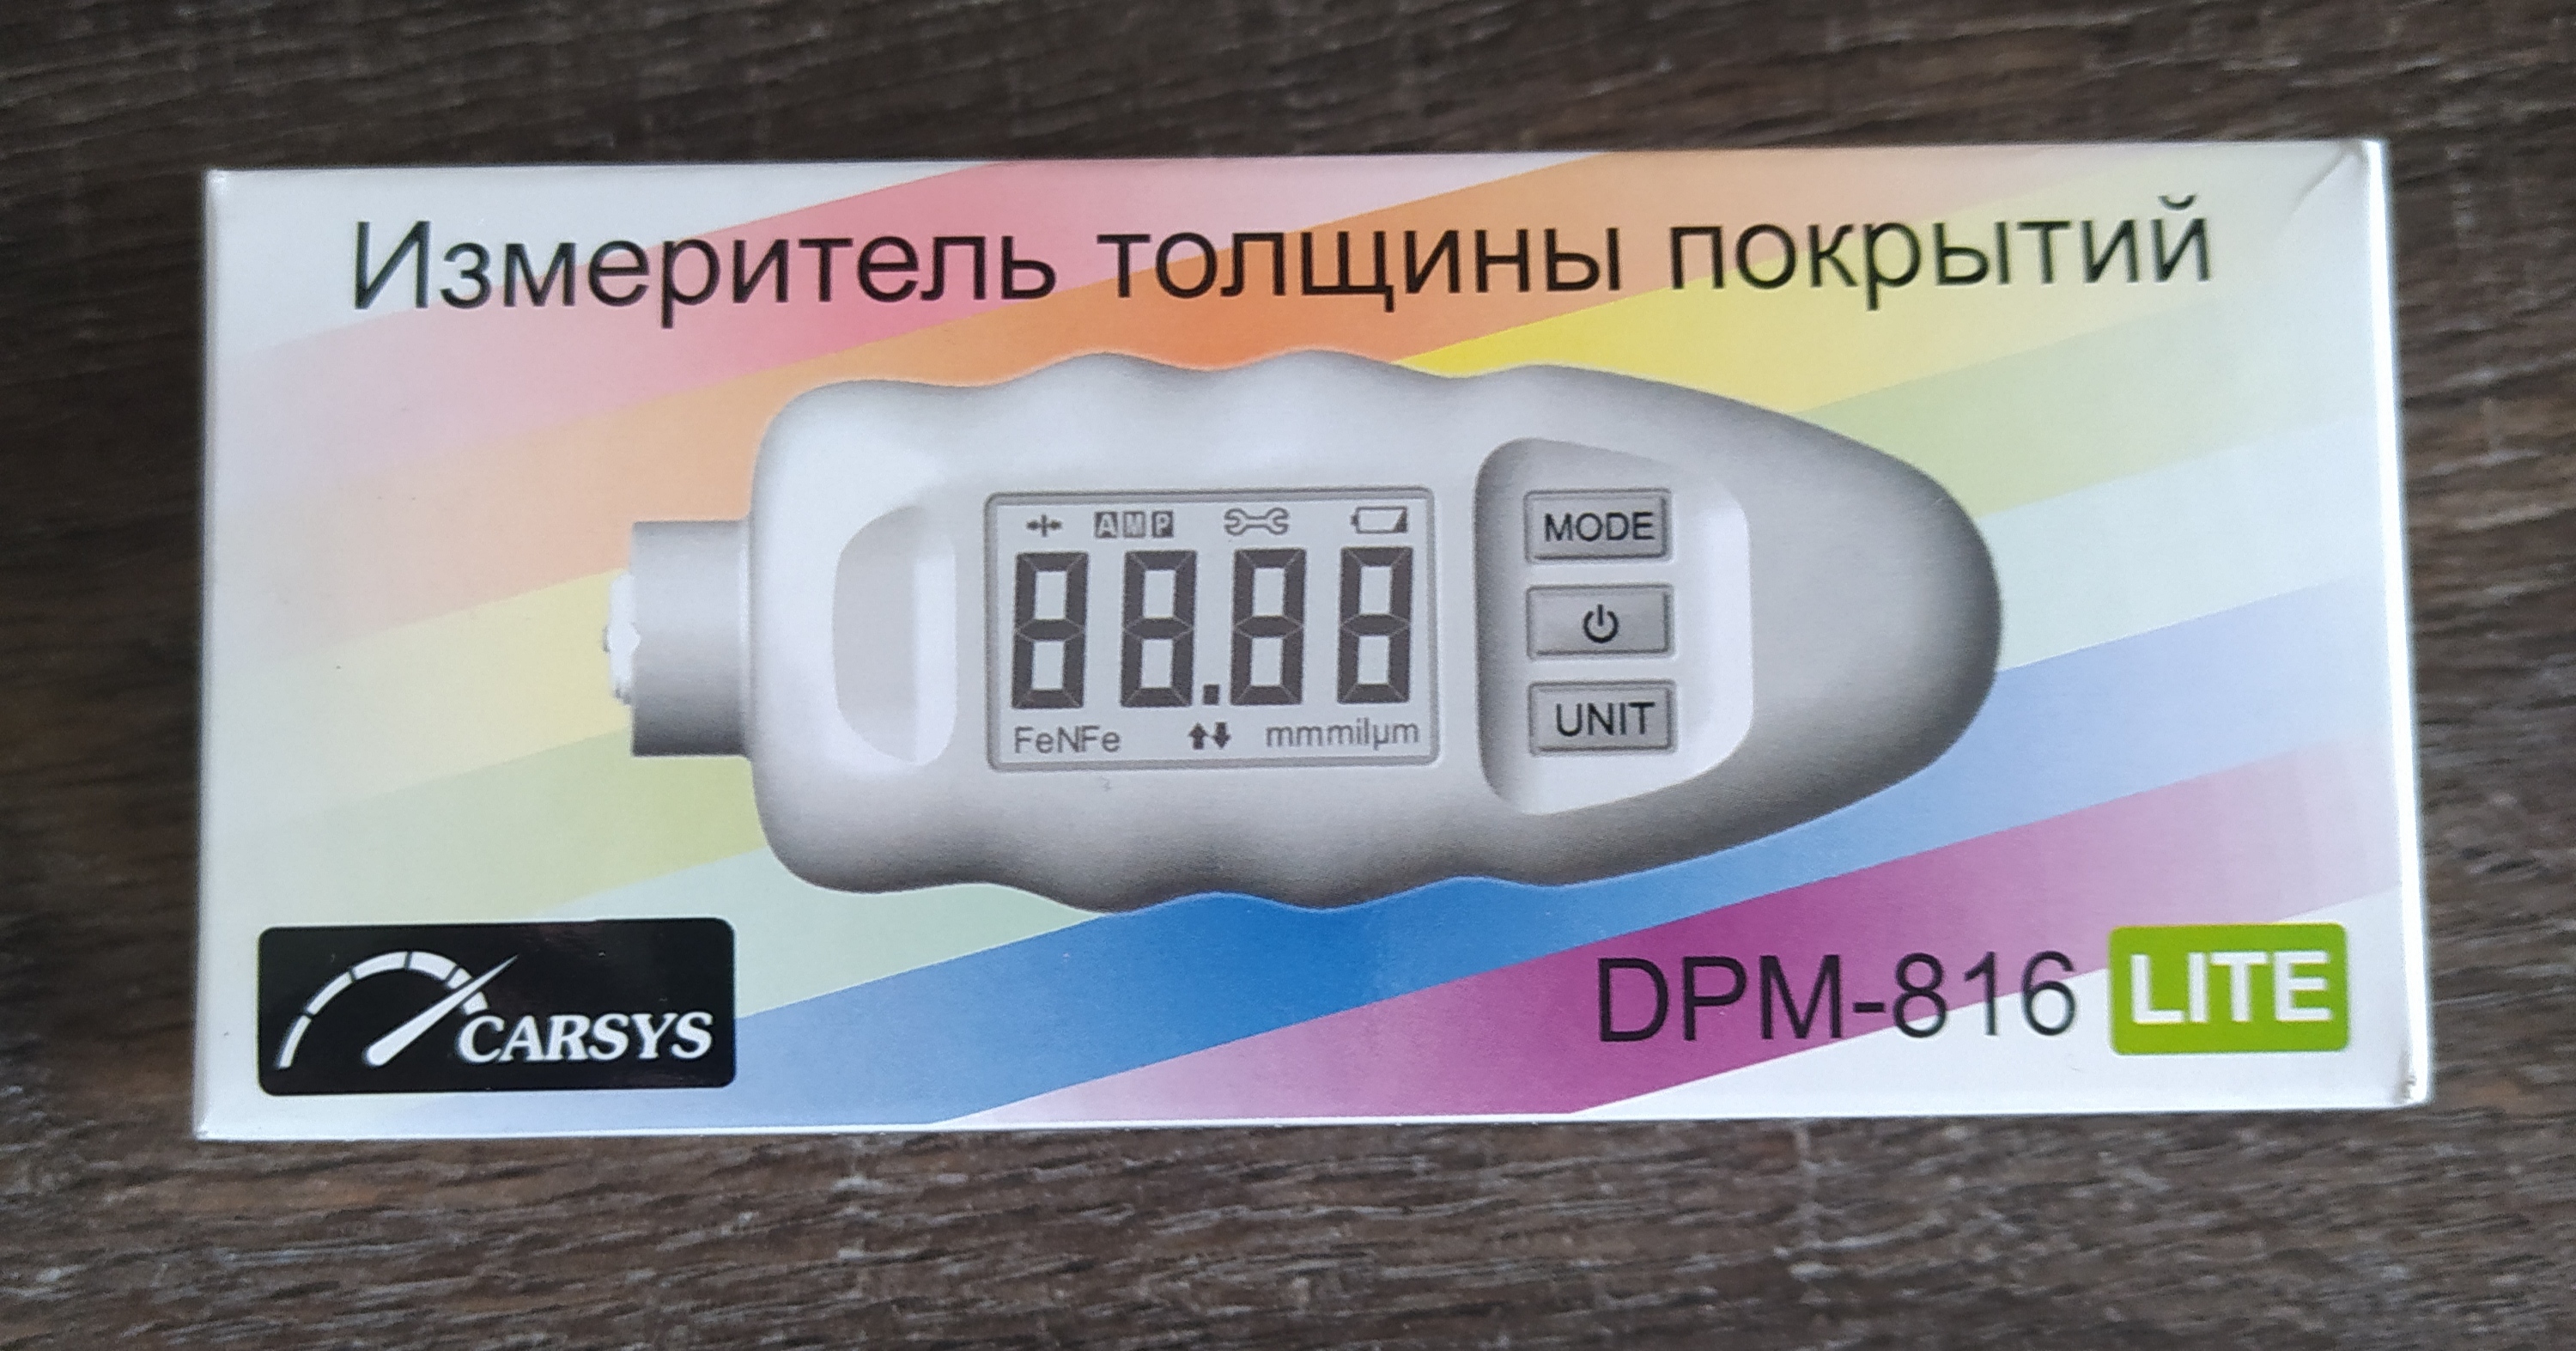 Измеритель толщины покрытий
AMP
88.88
FeNFe mmmilµm
MODE
UNIT
CARSYS
DPM-816 LITE